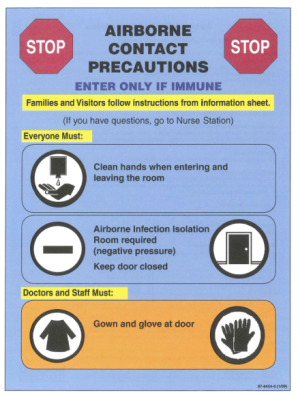 STOP
AIRBORNE
CONTACT
PRECAUTIONS
STOP
ENTER ONLY IF IMMUNE
Families and Visitors follow instructions from information sheet.
(If you have questions, go to Nurse Station)
Everyone Must:
Clean hands when entering and
leaving the room
Airborne Infection Isolation
Room required
(negative pressure)
Keep door closed
Doctors and Staff Must:
Gown and glove at door